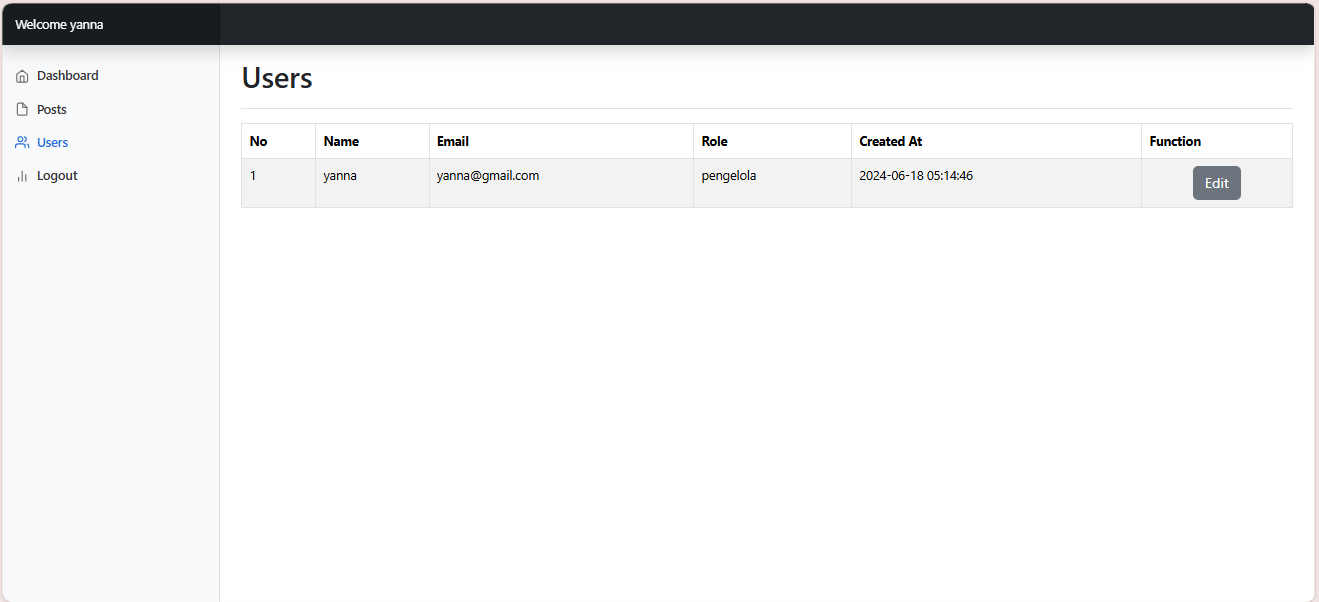 Welcome yanna
Dashboard
Posts
Users
Logout
Users
No Name Email Role Created At Function
1 yanna yanna@gmail.com pengelola 2024-06-18 05:14:46 Edit